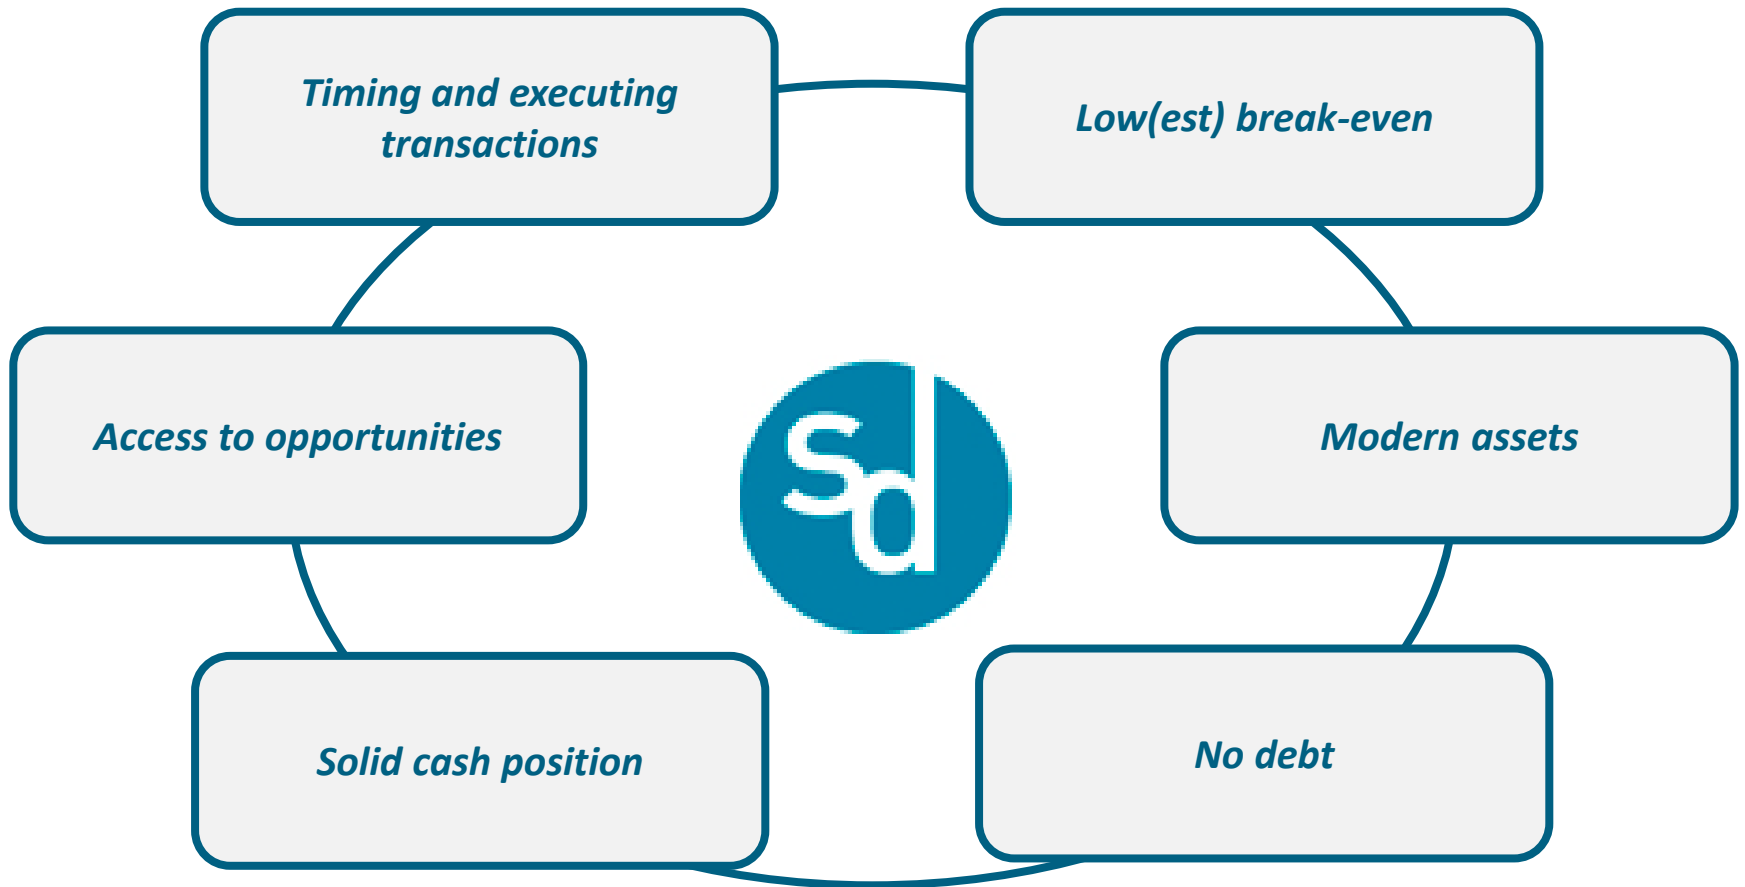 Timing and executing
transactions
Low(est) break-even
Access to opportunities
Modern assets
sd
Solid cash position
No debt